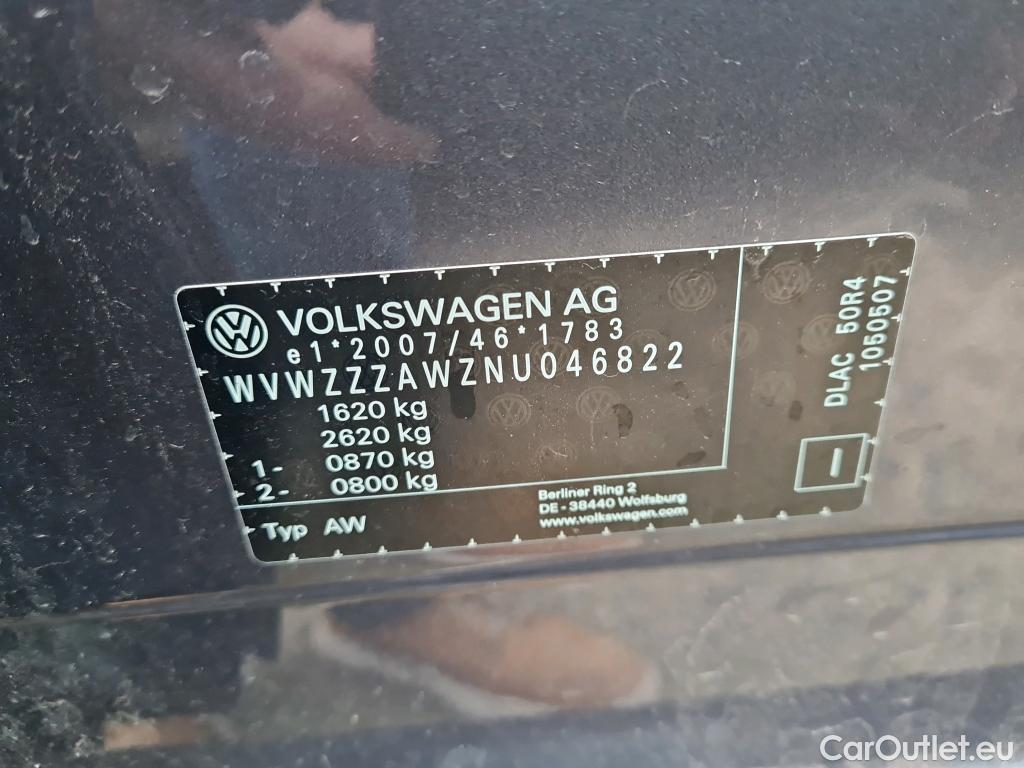 VOLKSWAGEN AG
e1*2007/46*1783
WVWZZZAWZNU046822
1620 kg
2620 kg
1- 0870 kg
2- 0800 kg
Typ AW
Berliner Ring 2
DE - 38440 Wolfsburg
www.volkswagen.com
DLAC 50R4
1050507
CarOutlet.eu